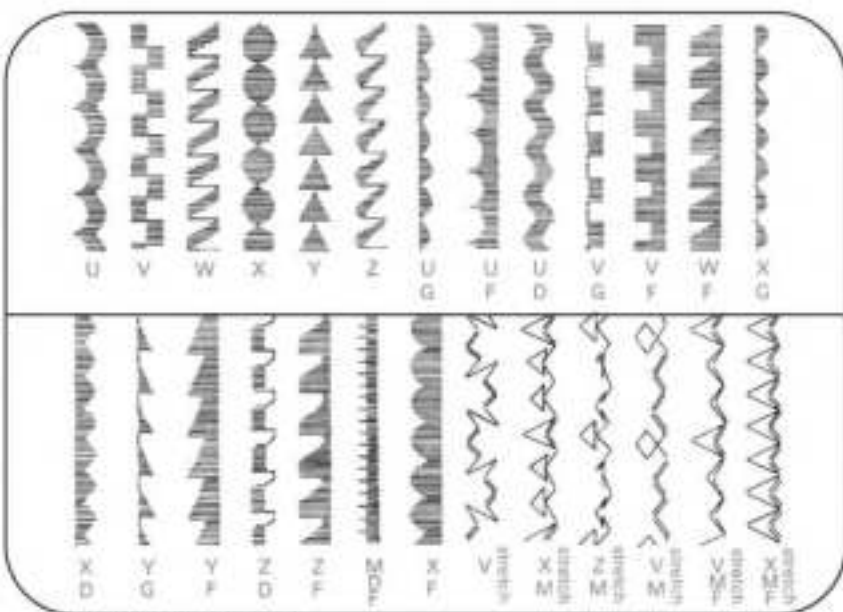 U V W X Y Z U U U V V W X
G F D G F F G
X Y Y Z Z M X V X Z V V X
D G F D F D F stretch M M M M M
F stretch stretch stretch F F
stretch stretch